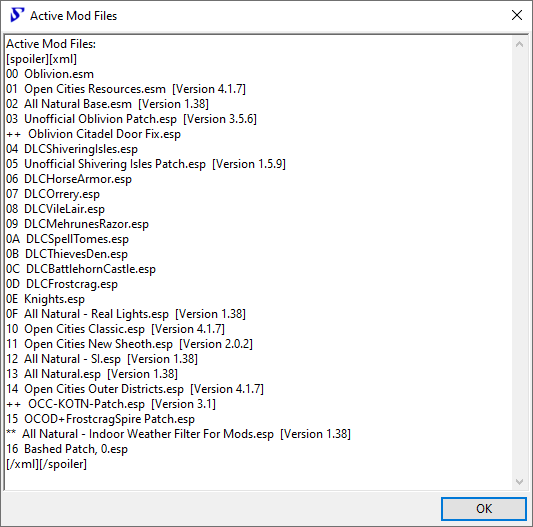 Active Mod Files
Active Mod Files:
[spoiler][xml]
00 Oblivion.esm
01 Open Cities Resources.esm [Version 4.1.7]
02 All Natural Base.esm [Version 1.38]
03 Unofficial Oblivion Patch.esp [Version 3.5.6]
++ Oblivion Citadel Door Fix.esp
04 DLCShiveringIsles.esp
05 Unofficial Shivering Isles Patch.esp [Version 1.5.9]
06 DLCHorseArmor.esp
07 DLCOrrery.esp
08 DLCVileLair.esp
09 DLCMehrunesRazor.esp
0A DLCSpellTomes.esp
0B DLCThievesDen.esp
0C DLCBattlehornCastle.esp
0D DLCFrostcrag.esp
0E Knights.esp
0F All Natural - Real Lights.esp [Version 1.38]
10 Open Cities Classic.esp [Version 4.1.7]
11 Open Cities New Sheoth.esp [Version 2.0.2]
12 All Natural - SI.esp [Version 1.38]
13 All Natural.esp [Version 1.38]
14 Open Cities Outer Districts.esp [Version 4.1.7]
++ OCC-KOTN-Patch.esp [Version 3.1]
15 OCOD+FrostcragSpire Patch.esp
** All Natural - Indoor Weather Filter For Mods.esp [Version 1.38]
16 Bashed Patch, 0.esp
[/xml][/spoiler]
OK